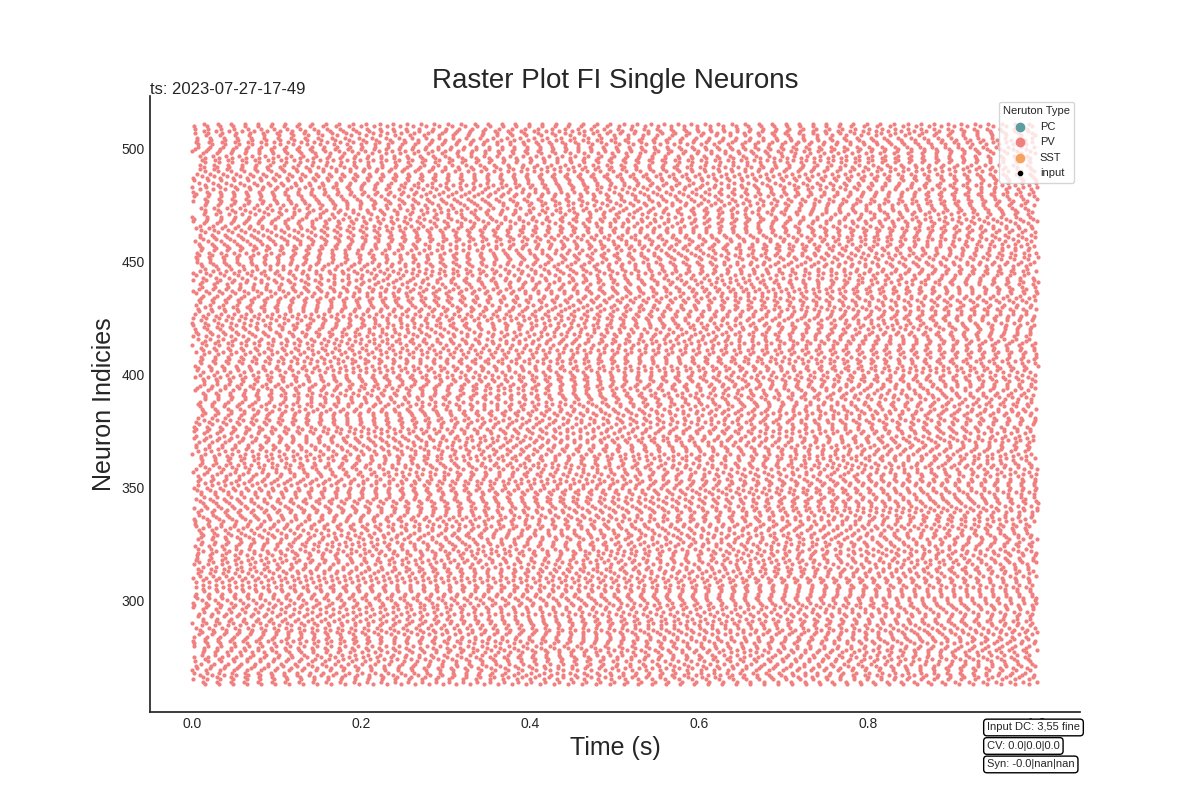 Raster Plot FI Single Neurons
ts: 2023-07-27-17-49
Neruton Type
PC
PV
SST
input
Neuron Indicies
500
450
400
350
300
0.0 0.2 0.4 0.6 0.8
Time (s)
Input DC: 3,55 fine
CV: 0.0|0.0|0.0
Syn: -0.0|nan|nan